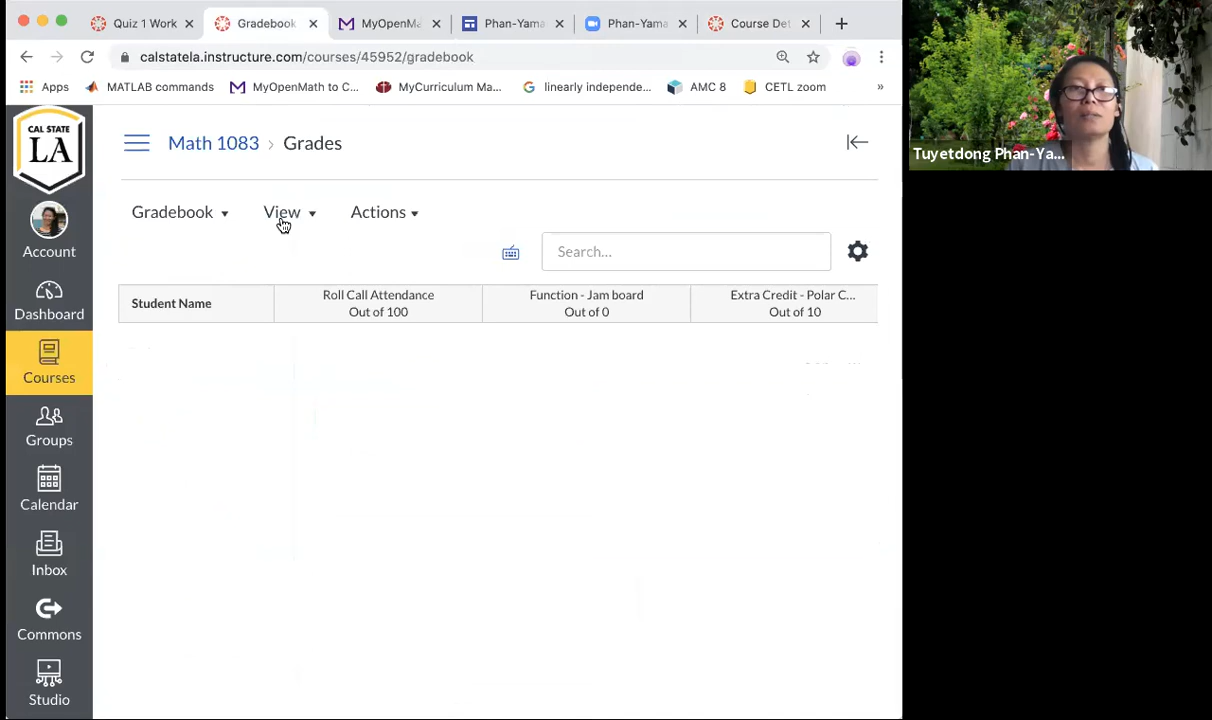 Quiz 1 Work
Gradebook
MyOpenMa
Phan-Yama
Phan-Yama
Course Det
calstatela.instructure.com/courses/45952/gradebook
Apps
MATLAB commands
MyOpenMath to C...
MyCurriculum Ma...
linearly independe...
AMC 8
CETL zoom
»
CAL STATE
LA
Account
Dashboard
Courses
Groups
Calendar
Inbox
Commons
Studio
Math 1083 › Grades
Gradebook
View
Actions
Search...
Student Name
Roll Call Attendance
Out of 100
Function - Jam board
Out of 0
Extra Credit - Polar C...
Out of 10
Tuyetdong Phan-Ya...